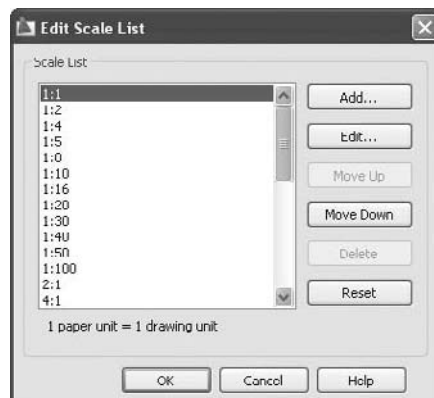 Edit Scale List
Scale List
1:1
1:2
1:4
1:5
1:0
1:10
1:16
1:20
1:30
1:40
1:50
1:100
2:1
4:1
Add...
Edit...
Move Up
Move Down
Delete
Reset
1 paper unit = 1 drawing unit
OK
Cancel
Help